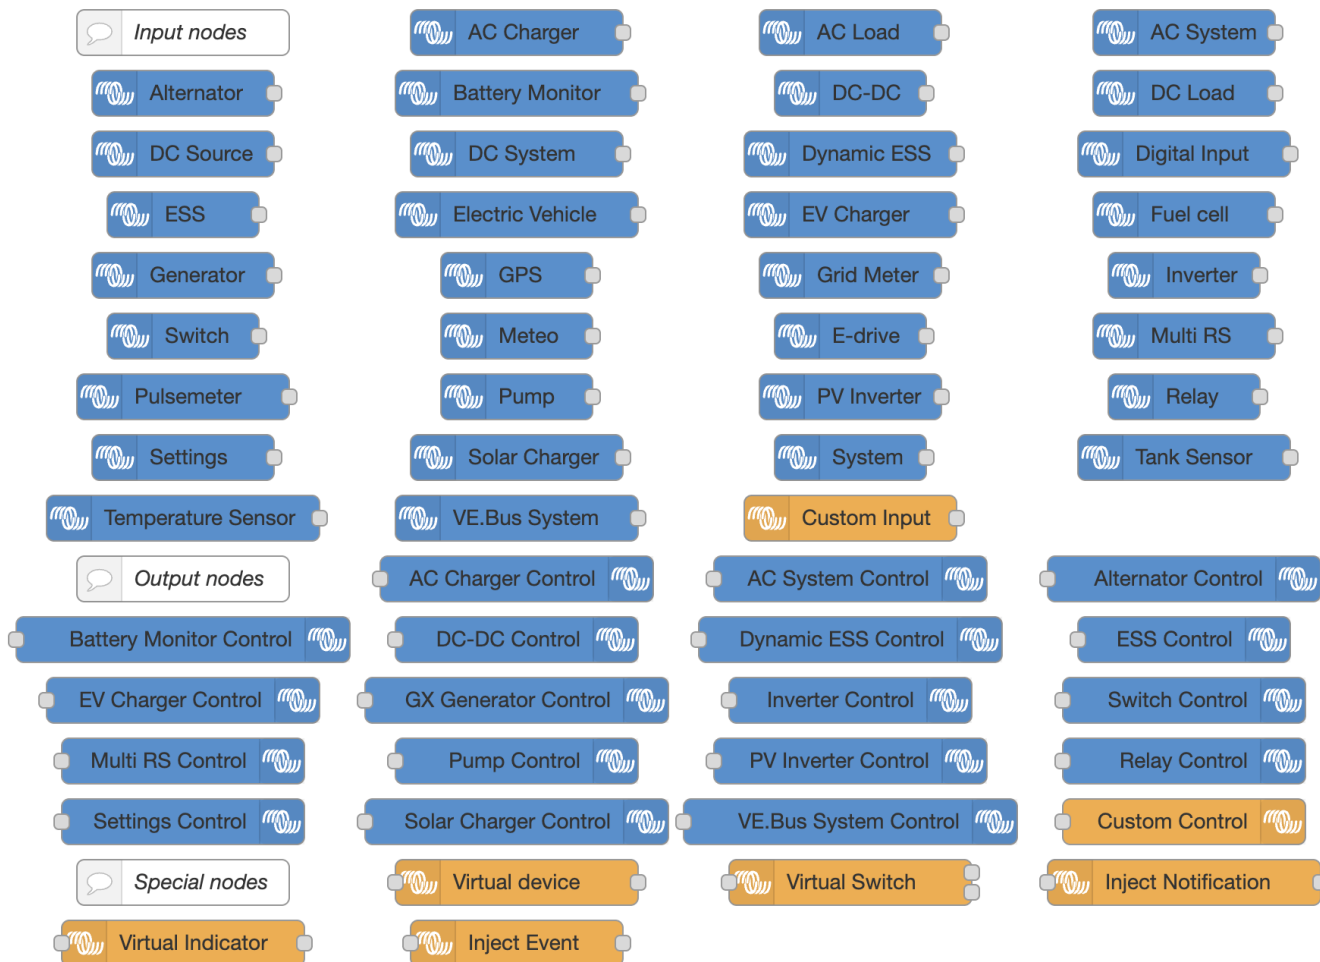 Input nodes
AC Charger
AC Load
AC System
Alternator
Battery Monitor
DC-DC
DC Load
DC Source
DC System
Dynamic ESS
Digital Input
ESS
Electric Vehicle
EV Charger
Fuel cell
Generator
GPS
Grid Meter
Inverter
Switch
Meteo
E-drive
Multi RS
Pulsemeter
Pump
PV Inverter
Relay
Settings
Solar Charger
System
Tank Sensor
Temperature Sensor
VE.Bus System
Custom Input
Output nodes
AC Charger Control
AC System Control
Alternator Control
Battery Monitor Control
DC-DC Control
Dynamic ESS Control
ESS Control
EV Charger Control
GX Generator Control
Inverter Control
Switch Control
Multi RS Control
Pump Control
PV Inverter Control
Relay Control
Settings Control
Solar Charger Control
VE.Bus System Control
Custom Control
Special nodes
Virtual device
Virtual Switch
Inject Notification
Virtual Indicator
Inject Event